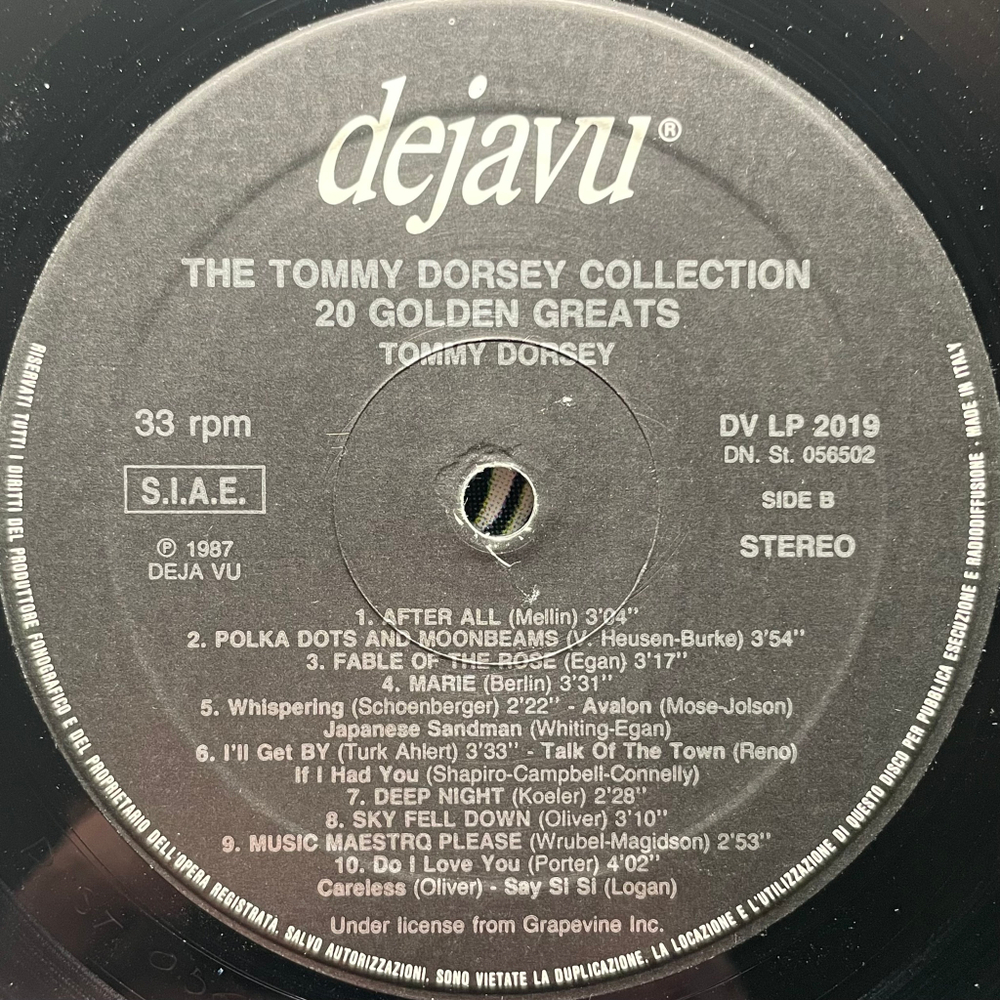 dejavu®
THE TOMMY DORSEY COLLECTION
20 GOLDEN GREATS
TOMMY DORSEY
33 rpm
S.I.A.E.
℗ 1987
DEJA VU
DV LP 2019
DN. St. 056502
SIDE B
STEREO
1. AFTER ALL (Mellin) 3'04"
2. POLKA DOTS AND MOONBEAMS (V. Heusen-Burke) 3'54"
3. FABLE OF THE ROSE (Egan) 3'17"
4. MARIE (Berlin) 3'31"
5. Whispering (Schoenberger) 2'22" - Avalon (Mose-Jolson)
Japanese Sandman (Whiting-Egan)
6. I'll Get BY (Turk Ahlert) 3'33" - Talk Of The Town (Reno)
If I Had You (Shapiro-Campbell-Connelly)
7. DEEP NIGHT (Koeler) 2'28"
8. SKY FELL DOWN (Oliver) 3'10"
9. MUSIC MAESTRO PLEASE (Wrubel-Magidson) 2'53"
10. Do I Love You (Porter) 4'02"
Careless (Oliver) - Say Si Si (Logan)
Under license from Grapevine Inc.
RISERVATI TUTTI I DIRITTI DEL PRODUTTORE FONOGRAFICO E DEL PROPRIETARIO DELL'OPERA REGISTRATA. SALVO AUTORIZZAZIONI, SONO VIETATE LA DUPLICAZIONE, LA LOCAZIONE E L'UTILIZZAZIONE DI QUESTO DISCO PER PUBBLICA ESECUZIONE E RADIODIFFUSIONE · MADE IN ITALY